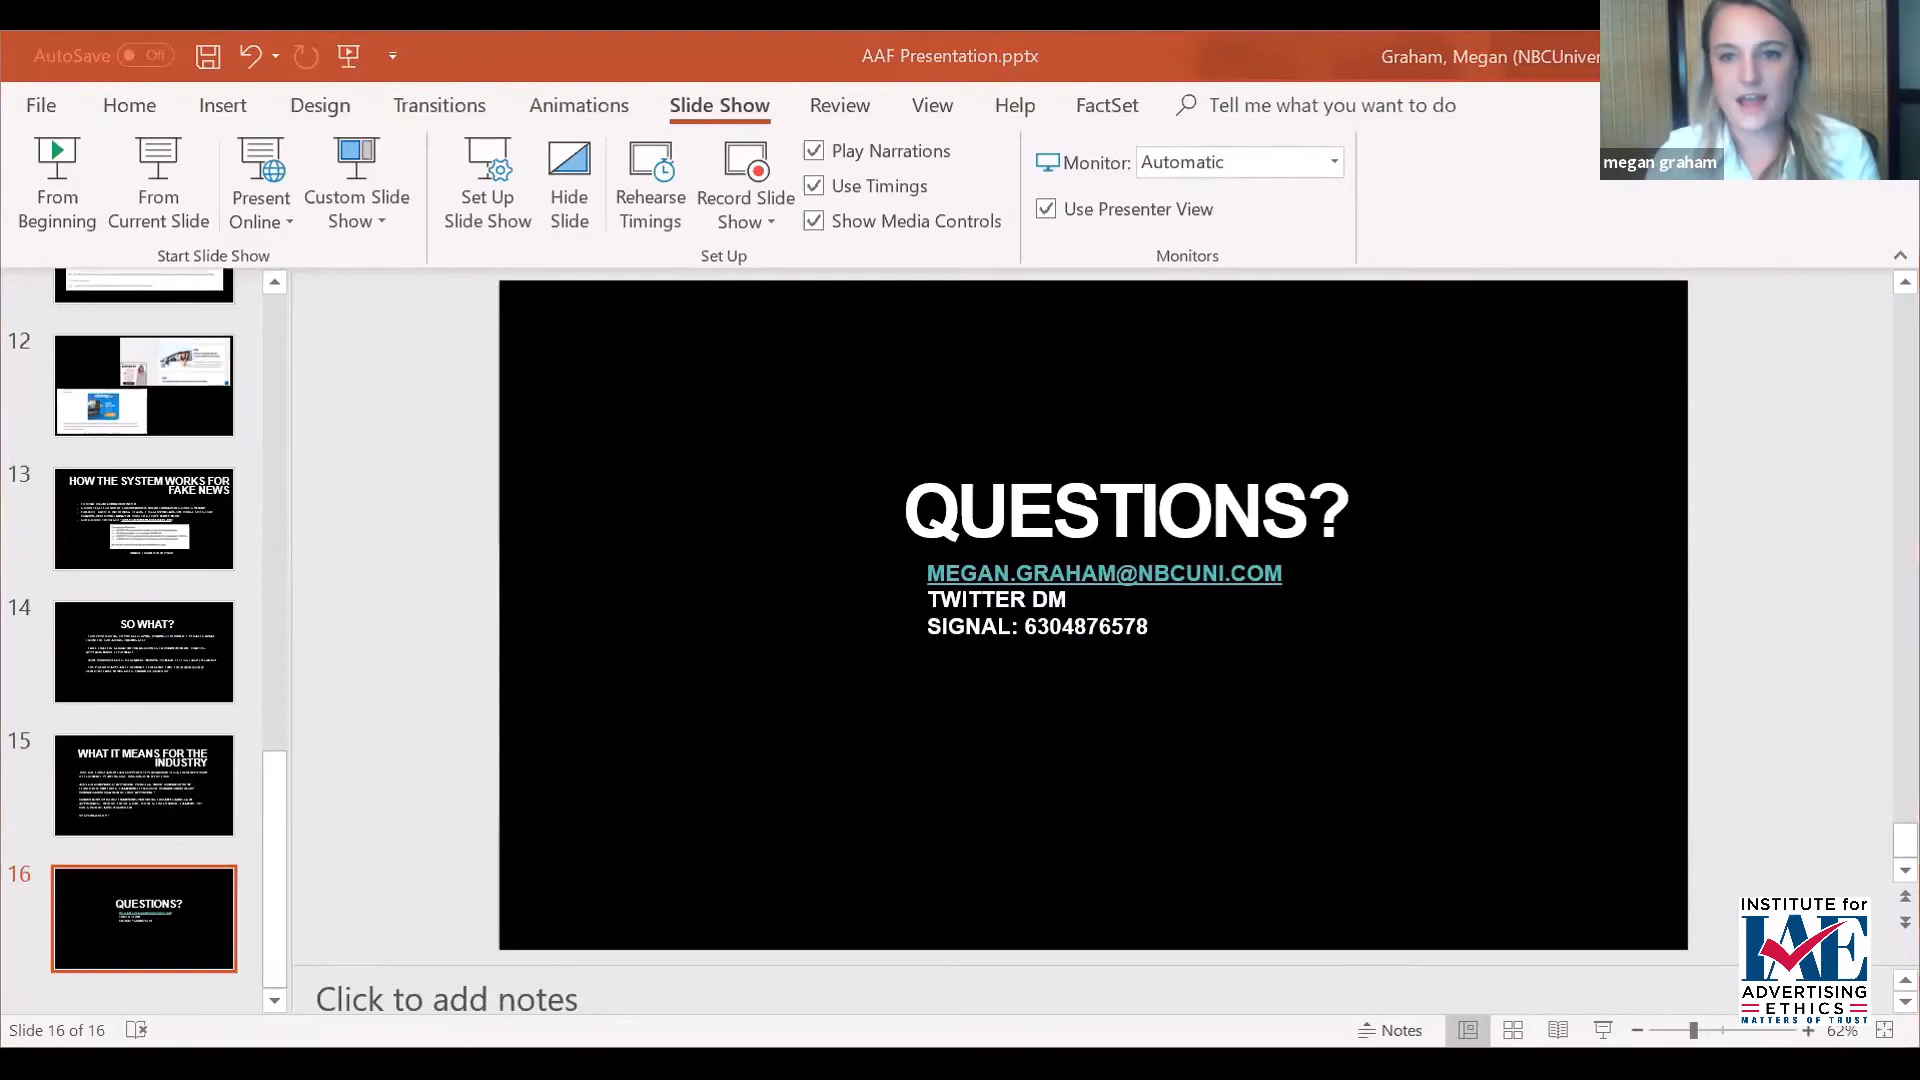 AutoSave Off
AAF Presentation.pptx
Graham, Megan (NBCUniver
megan graham
File Home Insert Design Transitions Animations Slide Show Review View Help FactSet Tell me what you want to do
From Beginning
From Current Slide
Present Online
Custom Slide Show
Start Slide Show
Set Up Slide Show
Hide Slide
Rehearse Timings
Record Slide Show
Play Narrations
Use Timings
Show Media Controls
Set Up
Monitor: Automatic
Use Presenter View
Monitors
12
13
HOW THE SYSTEM WORKS FOR
FAKE NEWS
14
SO WHAT?
15
WHAT IT MEANS FOR THE
INDUSTRY
16
QUESTIONS?
QUESTIONS?
MEGAN.GRAHAM@NBCUNI.COM
TWITTER DM
SIGNAL: 6304876578
Click to add notes
INSTITUTE for
IAE
ADVERTISING
ETHICS
MATTERS OF TRUST
Slide 16 of 16
Notes
62%